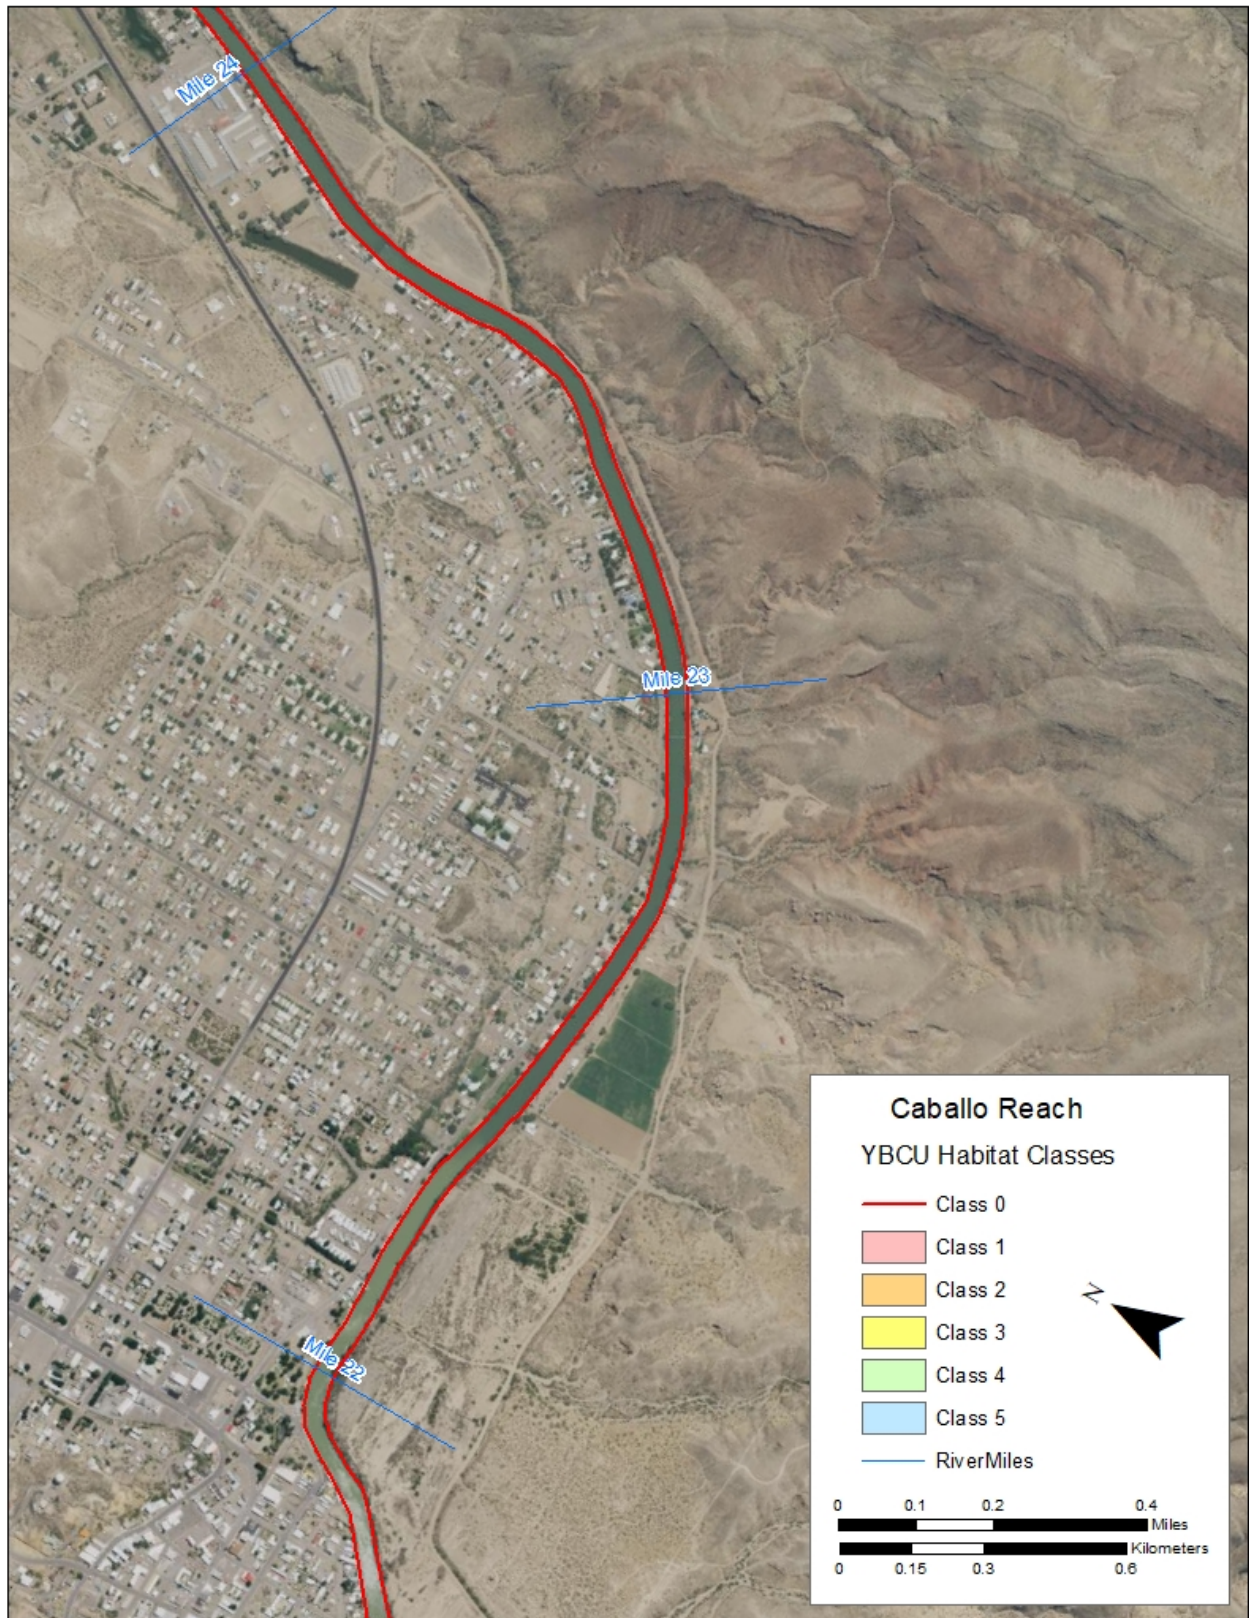 Mile 24
Mile 23
Mile 22
Caballo Reach
YBCU Habitat Classes
Class 0
Class 1
Class 2
Class 3
Class 4
Class 5
RiverMiles
N
0 0.1 0.2 0.4
Miles
Kilometers
0 0.15 0.3 0.6